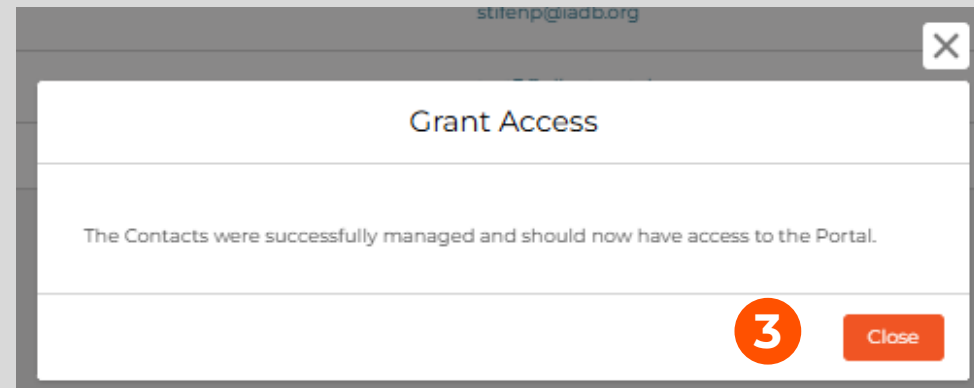 stifenp@iadb.org
Grant Access
The Contacts were successfully managed and should now have access to the Portal.
3
Close